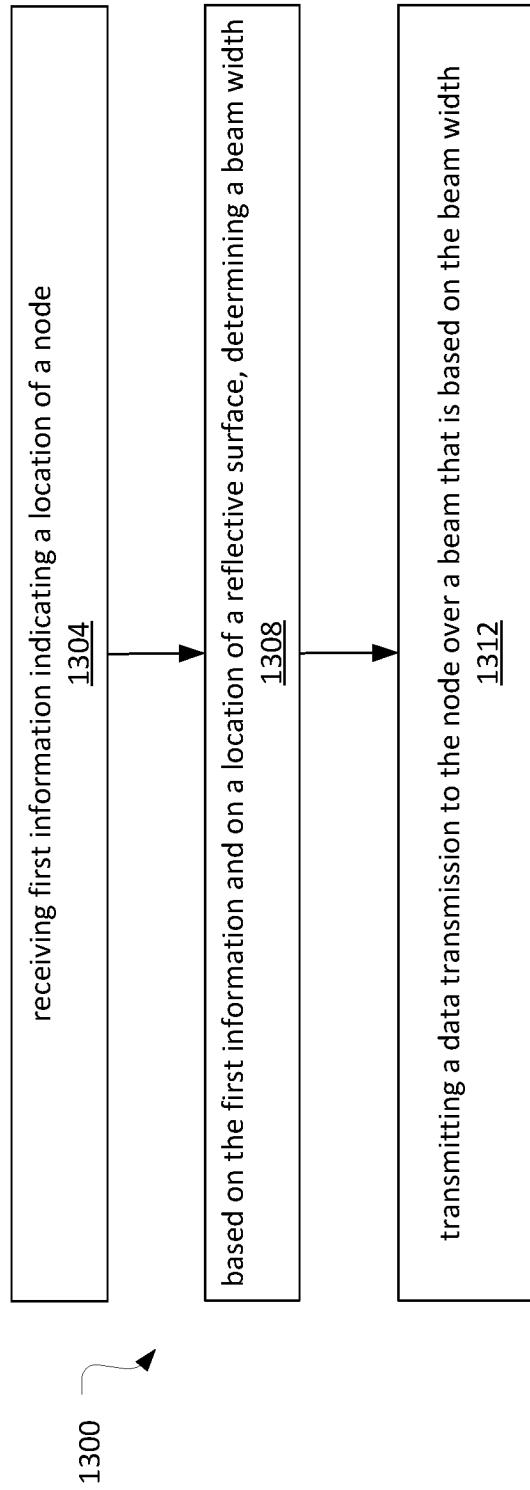 1300
receiving first information indicating a location of a node
1304
based on the first information and on a location of a reflective surface, determining a beam width
1308
transmitting a data transmission to the node over a beam that is based on the beam width
1312